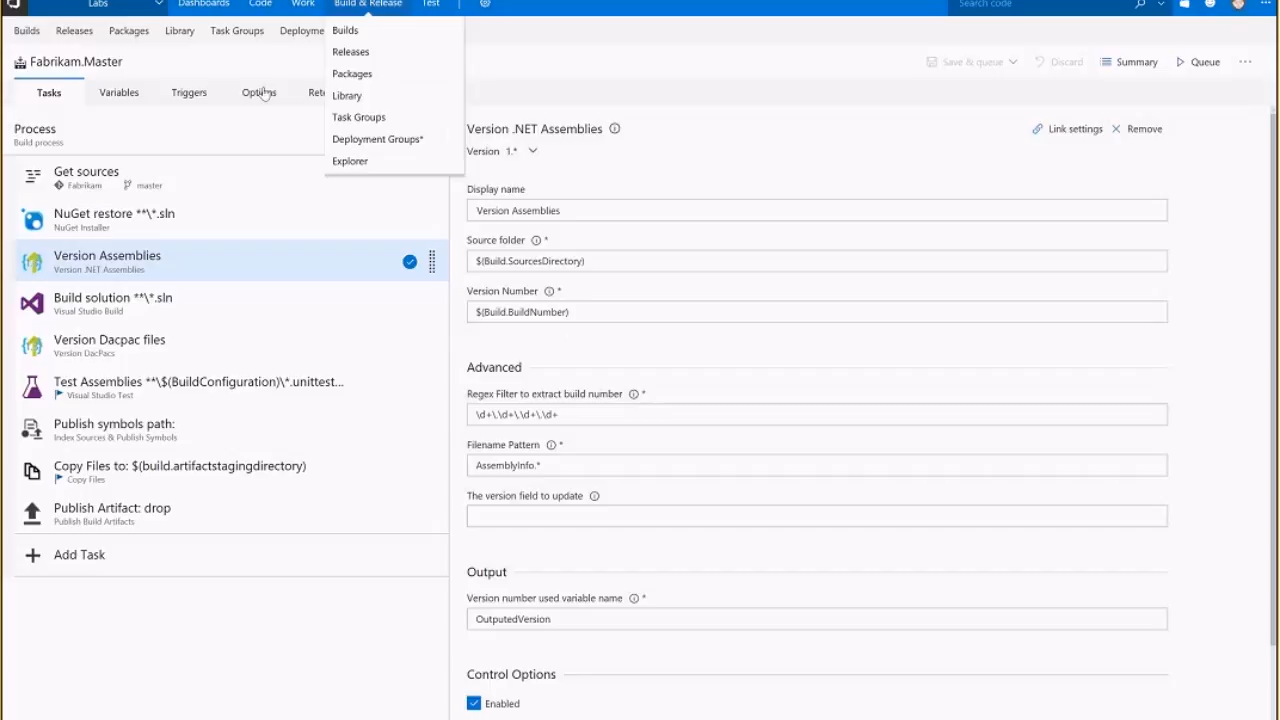 Labs Dashboards Code Work Build & Release Test Search code
Builds Releases Packages Library Task Groups Deployme
Builds
Releases
Packages
Library
Task Groups
Deployment Groups*
Explorer
Fabrikam.Master
Save & queue Discard Summary Queue ...
Tasks Variables Triggers Options Rete
Process
Build process
Get sources
Fabrikam master
NuGet restore **\*.sln
NuGet Installer
Version Assemblies
Version .NET Assemblies
Build solution **\*.sln
Visual Studio Build
Version Dacpac files
Version DacPacs
Test Assemblies **\$(BuildConfiguration)\*.unittest...
Visual Studio Test
Publish symbols path:
Index Sources & Publish Symbols
Copy Files to: $(build.artifactstagingdirectory)
Copy Files
Publish Artifact: drop
Publish Build Artifacts
Add Task
Version .NET Assemblies
Link settings Remove
Version 1.*
Display name
Version Assemblies
Source folder *
$(Build.SourcesDirectory)
Version Number *
$(Build.BuildNumber)
Advanced
Regex Filter to extract build number *
\d+\.\d+\.\d+\.\d+
Filename Pattern *
AssemblyInfo.*
The version field to update
Output
Version number used variable name *
OutputedVersion
Control Options
Enabled